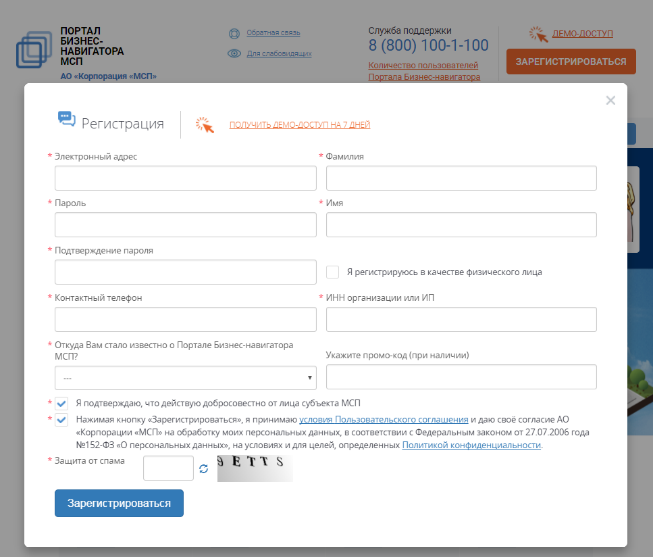 ПОРТАЛ
БИЗНЕС-
НАВИГАТОРА
МСП
АО «Корпорация «МСП»
Обратная связь
Для слабовидящих
Служба поддержки
8 (800) 100-1-100
Количество пользователей
Портала Бизнес-навигатора
ДЕМО-ДОСТУП
ЗАРЕГИСТРИРОВАТЬСЯ
Регистрация
ПОЛУЧИТЬ ДЕМО-ДОСТУП НА 7 ДНЕЙ
* Электронный адрес
* Фамилия
* Пароль
* Имя
* Подтверждение пароля
Я регистрируюсь в качестве физического лица
* Контактный телефон
* ИНН организации или ИП
* Откуда Вам стало известно о Портале Бизнес-навигатора
МСП?
Укажите промо-код (при наличии)
---
* Я подтверждаю, что действую добросовестно от лица субъекта МСП
* Нажимая кнопку «Зарегистрироваться», я принимаю условия Пользовательского соглашения и даю своё согласие АО
«Корпорации «МСП» на обработку моих персональных данных, в соответствии с Федеральным законом от 27.07.2006 года
№152-ФЗ «О персональных данных», на условиях и для целей, определенных Политикой конфиденциальности.
* Защита от спама
9ETTS
Зарегистрироваться